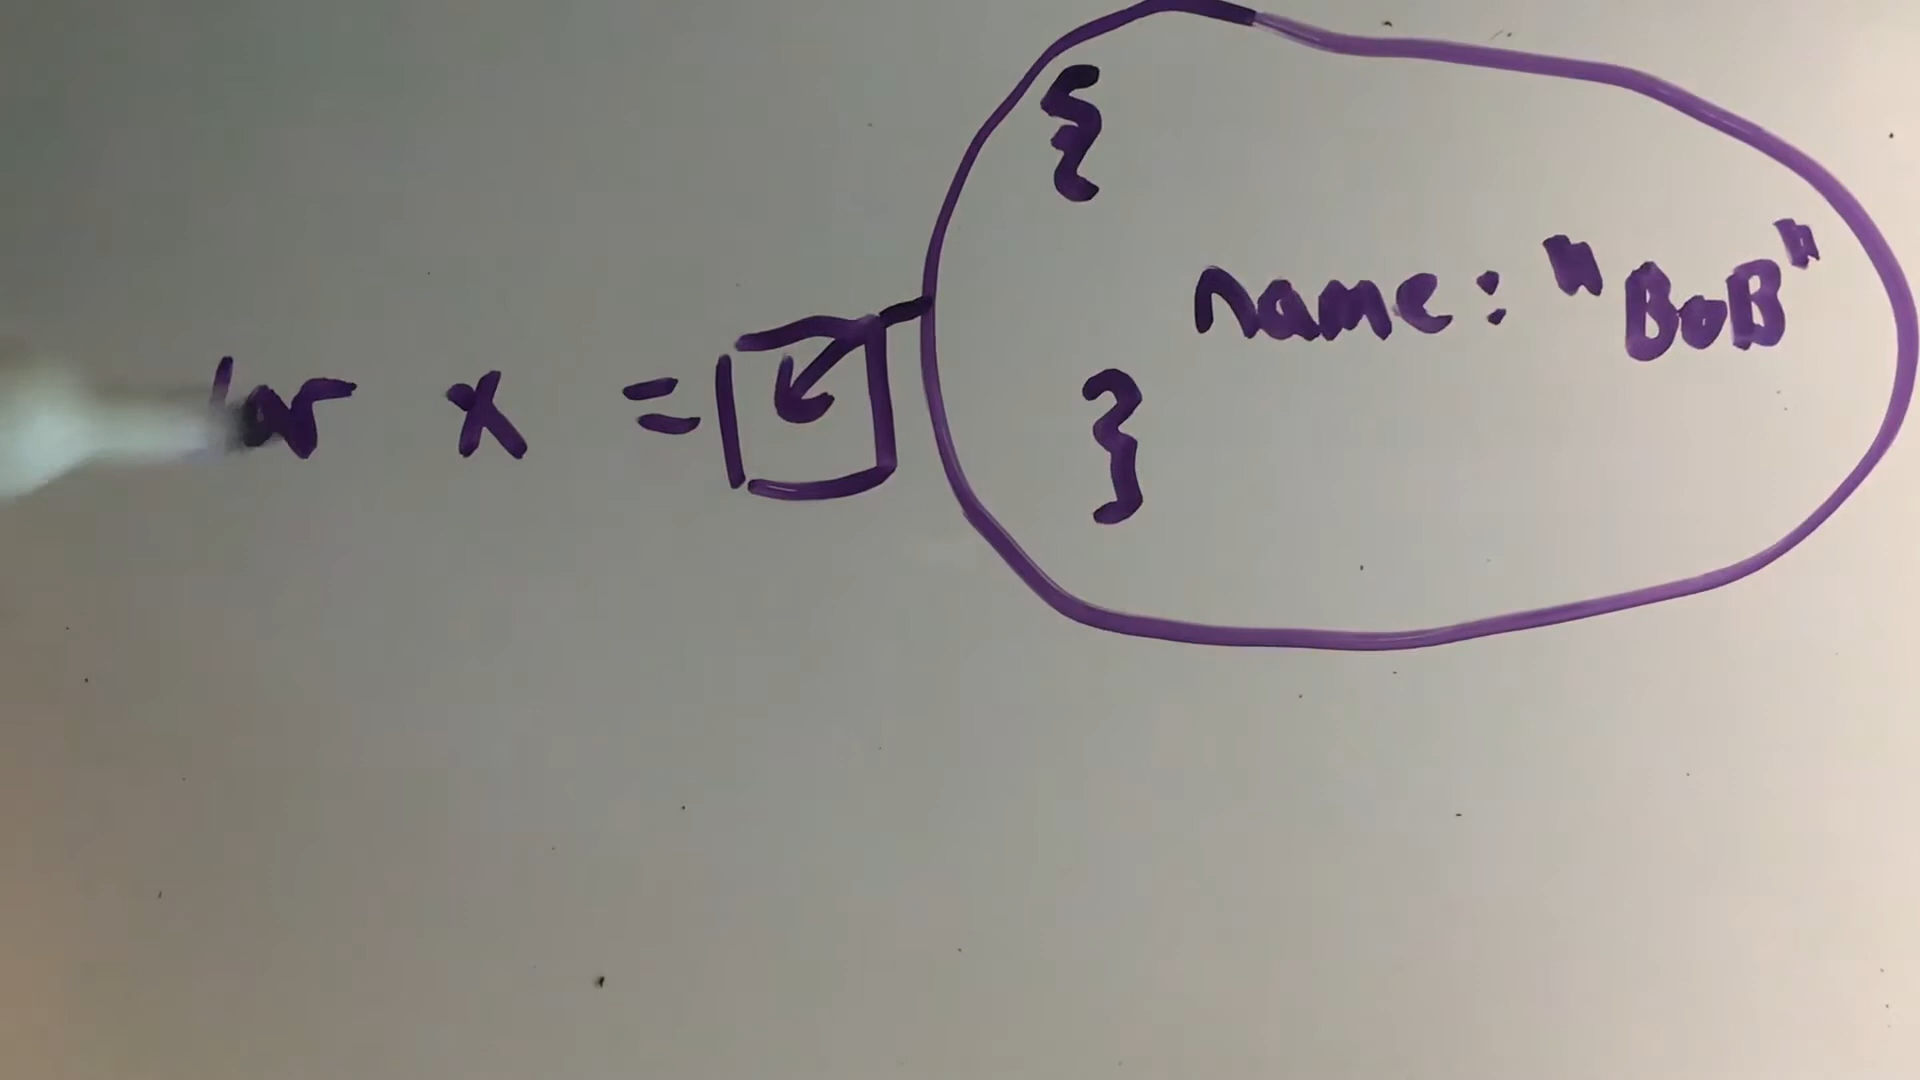 {
name: "BoB"
var x =
}